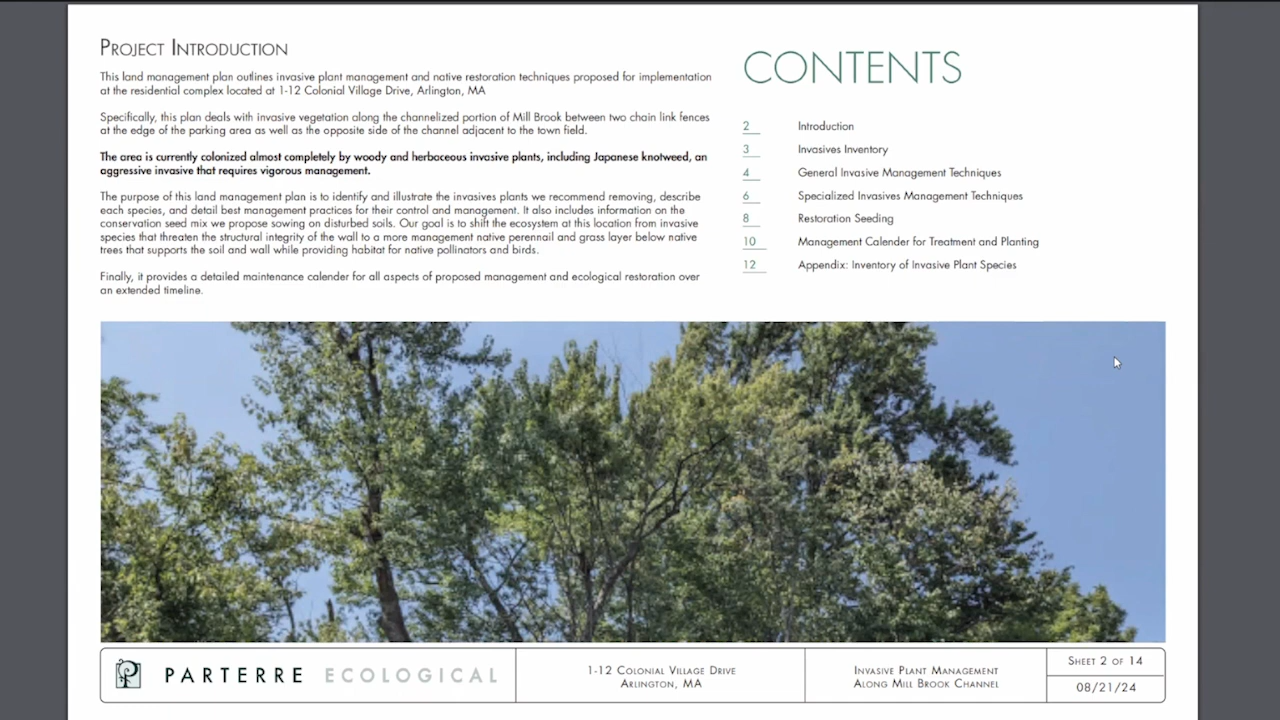 PROJECT INTRODUCTION
This land management plan outlines invasive plant management and native restoration techniques proposed for implementation
at the residential complex located at 1-12 Colonial Village Drive, Arlington, MA
Specifically, this plan deals with invasive vegetation along the channelized portion of Mill Brook between two chain link fences
at the edge of the parking area as well as the opposite side of the channel adjacent to the town field.
The area is currently colonized almost completely by woody and herbaceous invasive plants, including Japanese knotweed, an
aggressive invasive that requires vigorous management.
The purpose of this land management plan is to identify and illustrate the invasives plants we recommend removing, describe
each species, and detail best management practices for their control and management. It also includes information on the
conservation seed mix we propose sowing on disturbed soils. Our goal is to shift the ecosystem at this location from invasive
species that threaten the structural integrity of the wall to a more management native perennail and grass layer below native
trees that supports the soil and wall while providing habitat for native pollinators and birds.
Finally, it provides a detailed maintenance calender for all aspects of proposed management and ecological restoration over
an extended timeline.
CONTENTS
2 Introduction
3 Invasives Inventory
4 General Invasive Management Techniques
6 Specialized Invasives Management Techniques
8 Restoration Seeding
10 Management Calender for Treatment and Planting
12 Appendix: Inventory of Invasive Plant Species
PARTERRE ECOLOGICAL
1-12 COLONIAL VILLAGE DRIVE
ARLINGTON, MA
INVASIVE PLANT MANAGEMENT
ALONG MILL BROOK CHANNEL
SHEET 2 OF 14
08/21/24